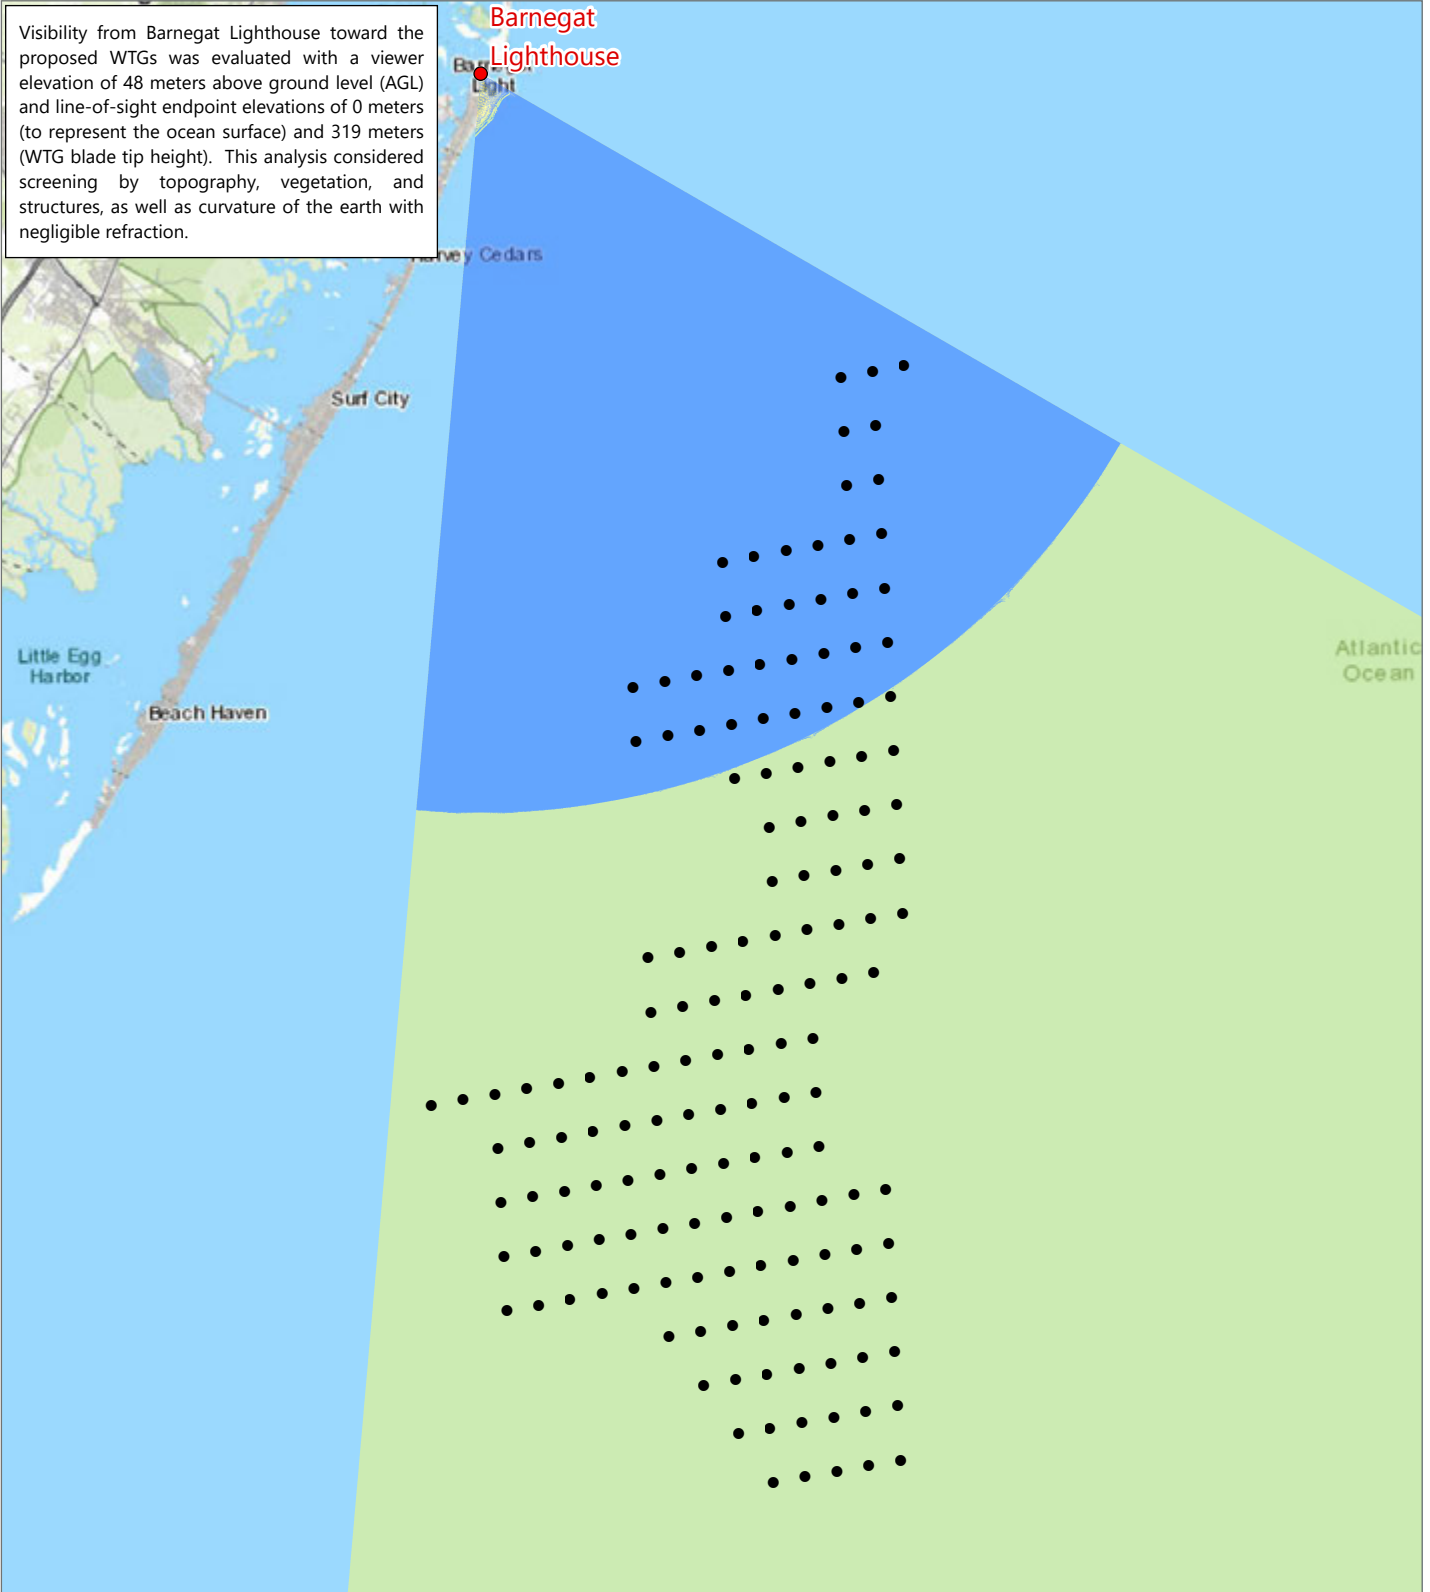 Visibility from Barnegat Lighthouse toward the
proposed WTGs was evaluated with a viewer
elevation of 48 meters above ground level (AGL)
and line-of-sight endpoint elevations of 0 meters
(to represent the ocean surface) and 319 meters
(WTG blade tip height). This analysis considered
screening by topography, vegetation, and
structures, as well as curvature of the earth with
negligible refraction.
Barnegat
Lighthouse
Light
Cedars
Surf City
Little Egg
Harbor
Beach Haven
Atlantic
Ocean